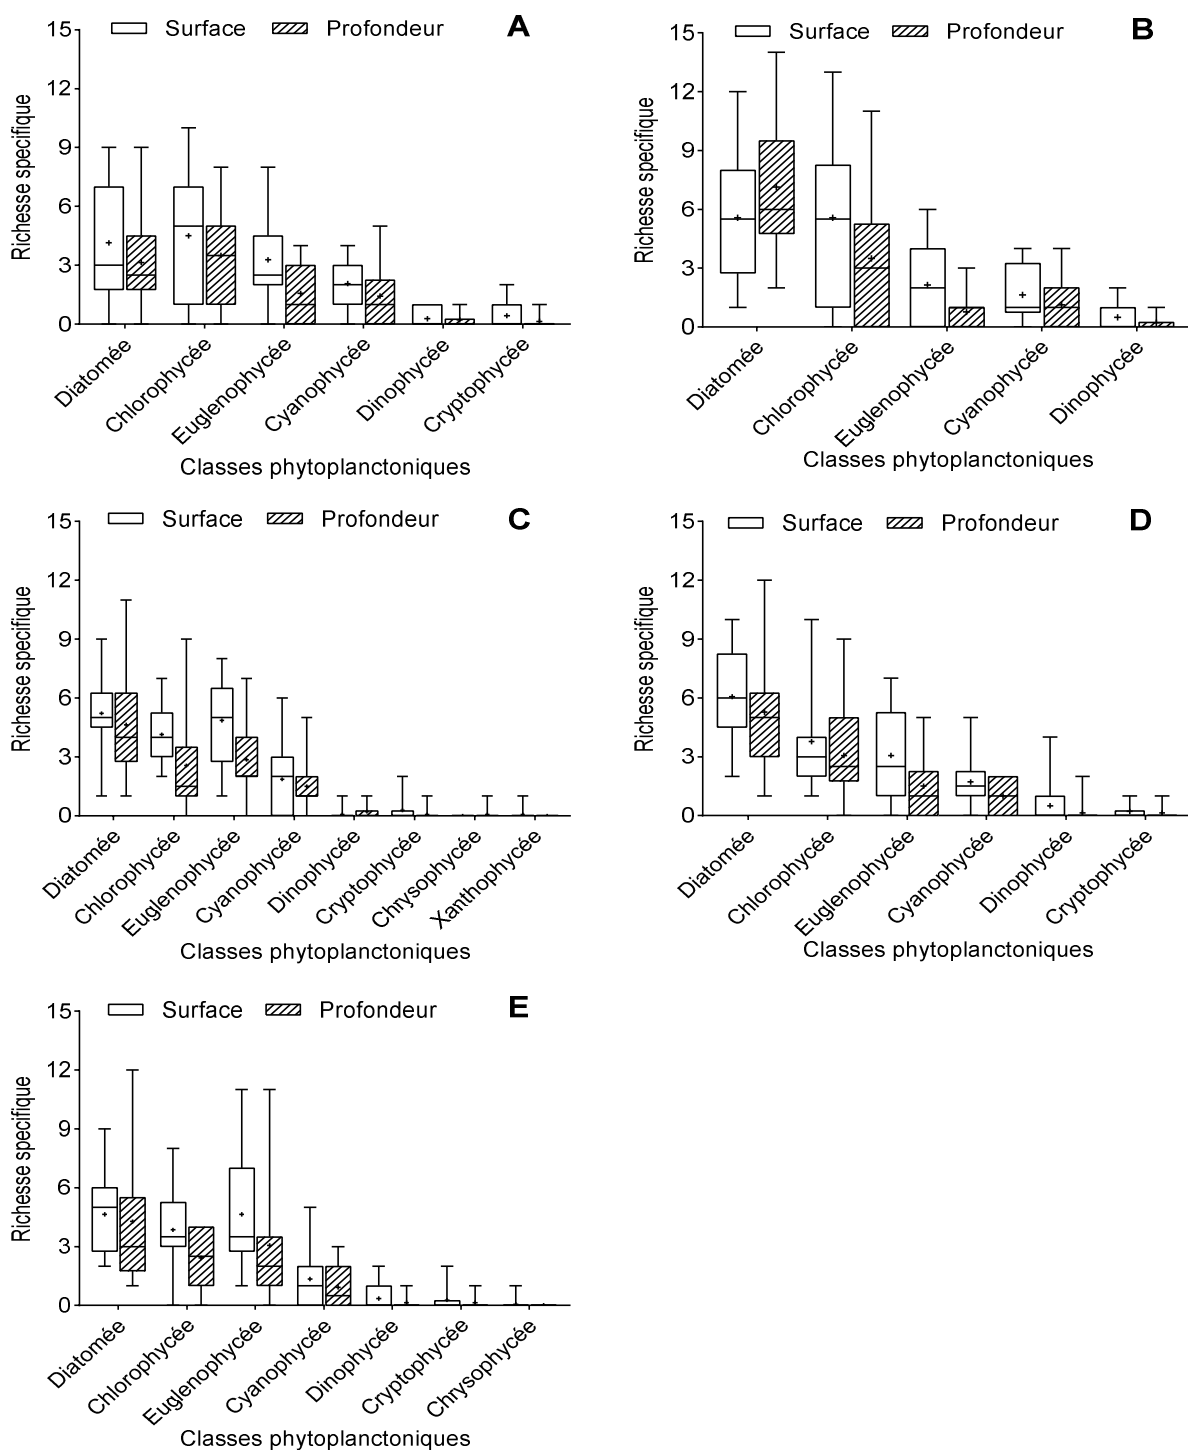 Surface Profondeur A
15
12
9
6
3
0
Richesse specifique
Diatomée
Chlorophycée
Euglenophycée
Cyanophycée
Dinophycée
Cryptophycée
Classes phytoplanctoniques
Surface Profondeur B
15
12
9
6
3
0
Richesse specifique
Diatomée
Chlorophycée
Euglenophycée
Cyanophycée
Dinophycée
Classes phytoplanctoniques
Surface Profondeur C
15
12
9
6
3
0
Richesse specifique
Diatomée
Chlorophycée
Euglenophycée
Cyanophycée
Dinophycée
Cryptophycée
Chrysophycée
Xanthophycée
Classes phytoplanctoniques
Surface Profondeur D
15
12
9
6
3
0
Richesse specifique
Diatomée
Chlorophycée
Euglenophycée
Cyanophycée
Dinophycée
Cryptophycée
Classes phytoplanctoniques
Surface Profondeur E
15
12
9
6
3
0
Richesse specifique
Diatomée
Chlorophycée
Euglenophycée
Cyanophycée
Dinophycée
Cryptophycée
Chrysophycée
Classes phytoplanctoniques